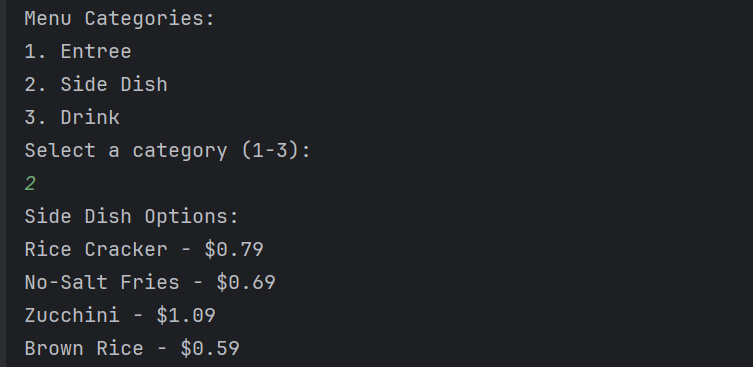 Menu Categories:
1. Entree
2. Side Dish
3. Drink
Select a category (1-3):
2
Side Dish Options:
Rice Cracker - $0.79
No-Salt Fries - $0.69
Zucchini - $1.09
Brown Rice - $0.59